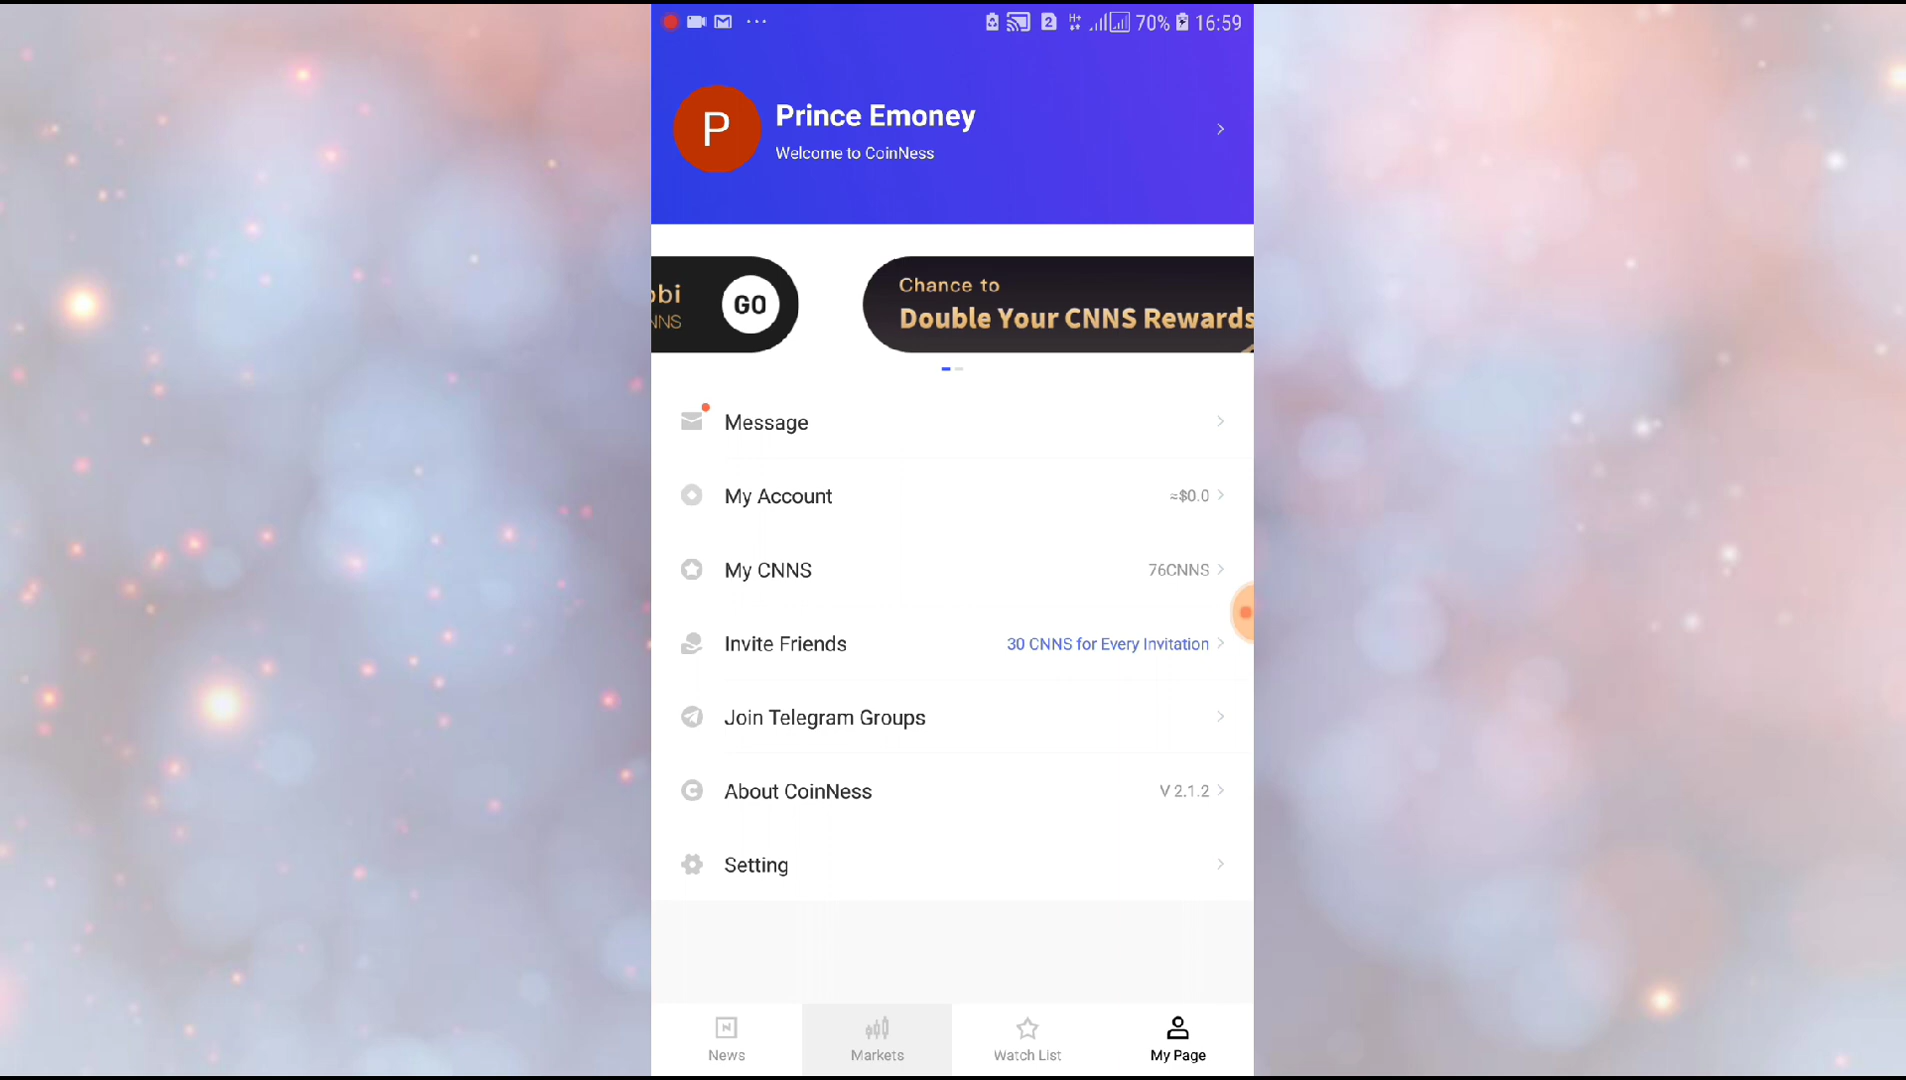 2 70% 16:59
P
Prince Emoney
Welcome to CoinNess
GO
Chance to
Double Your CNNS Rewards
Message
My Account ≈$0.0
My CNNS 76CNNS
Invite Friends 30 CNNS for Every Invitation
Join Telegram Groups
About CoinNess V 2.1.2
Setting
News Markets Watch List My Page